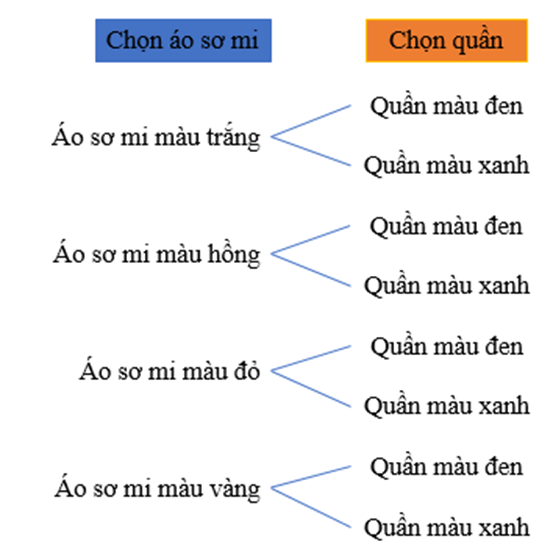 Chọn áo sơ mi
Chọn quần
Áo sơ mi màu trắng
Quần màu đen
Quần màu xanh
Áo sơ mi màu hồng
Quần màu đen
Quần màu xanh
Áo sơ mi màu đỏ
Quần màu đen
Quần màu xanh
Áo sơ mi màu vàng
Quần màu đen
Quần màu xanh